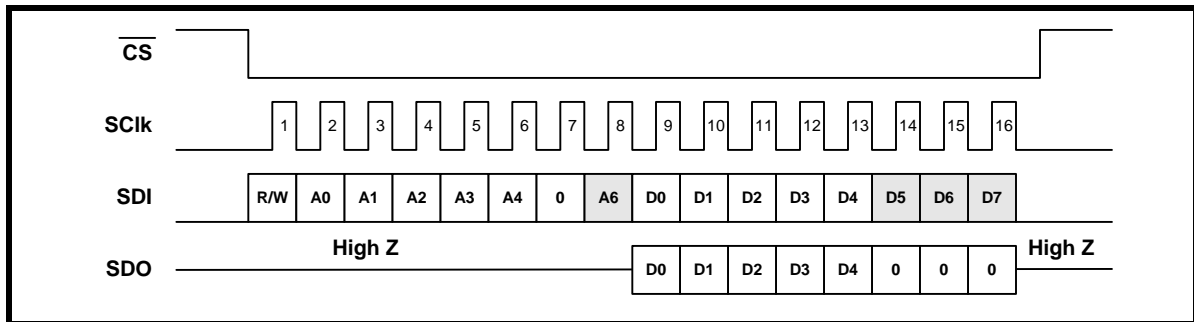 CS
SClk
1 2 3 4 5 6 7 8 9 10 11 12 13 14 15 16
SDI
R/W A0 A1 A2 A3 A4 0 A6 D0 D1 D2 D3 D4 D5 D6 D7
High Z
High Z
SDO
D0 D1 D2 D3 D4 0 0 0